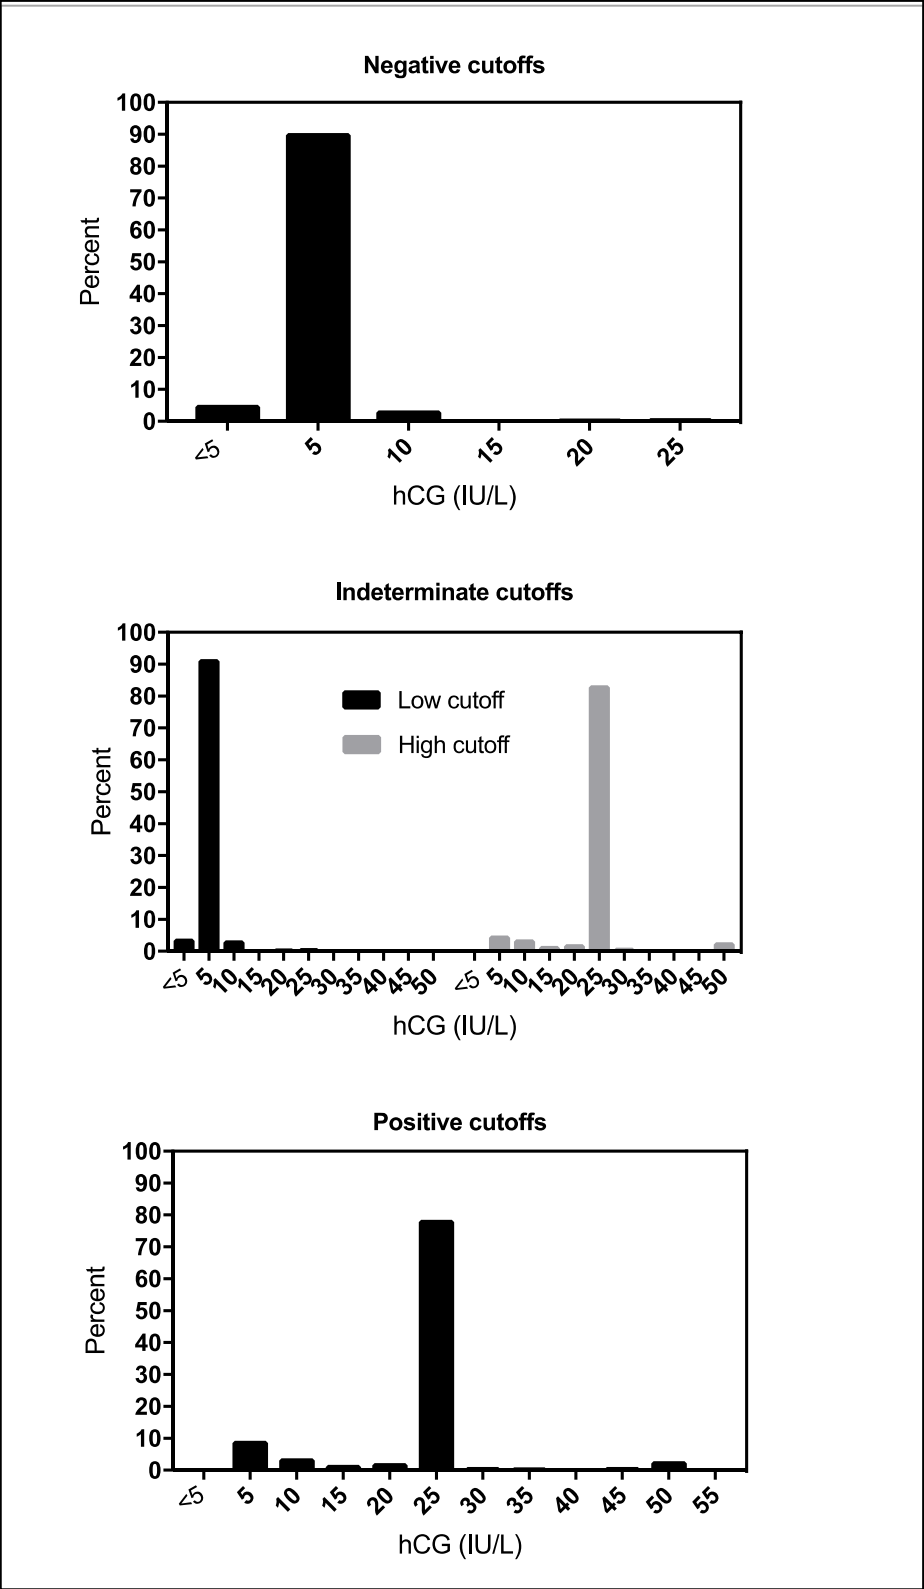 Negative cutoffs
100
90
80
70
60
50
40
30
20
10
0
Percent
<5 5 10 15 20 25
hCG (IU/L)
Indeterminate cutoffs
100
90
80
70
60
50
40
30
20
10
0
Percent
Low cutoff
High cutoff
<5 5 10 15 20 25 30 35 40 45 50 <5 5 10 15 20 25 30 35 40 45 50
hCG (IU/L)
Positive cutoffs
100
90
80
70
60
50
40
30
20
10
0
Percent
<5 5 10 15 20 25 30 35 40 45 50 55
hCG (IU/L)